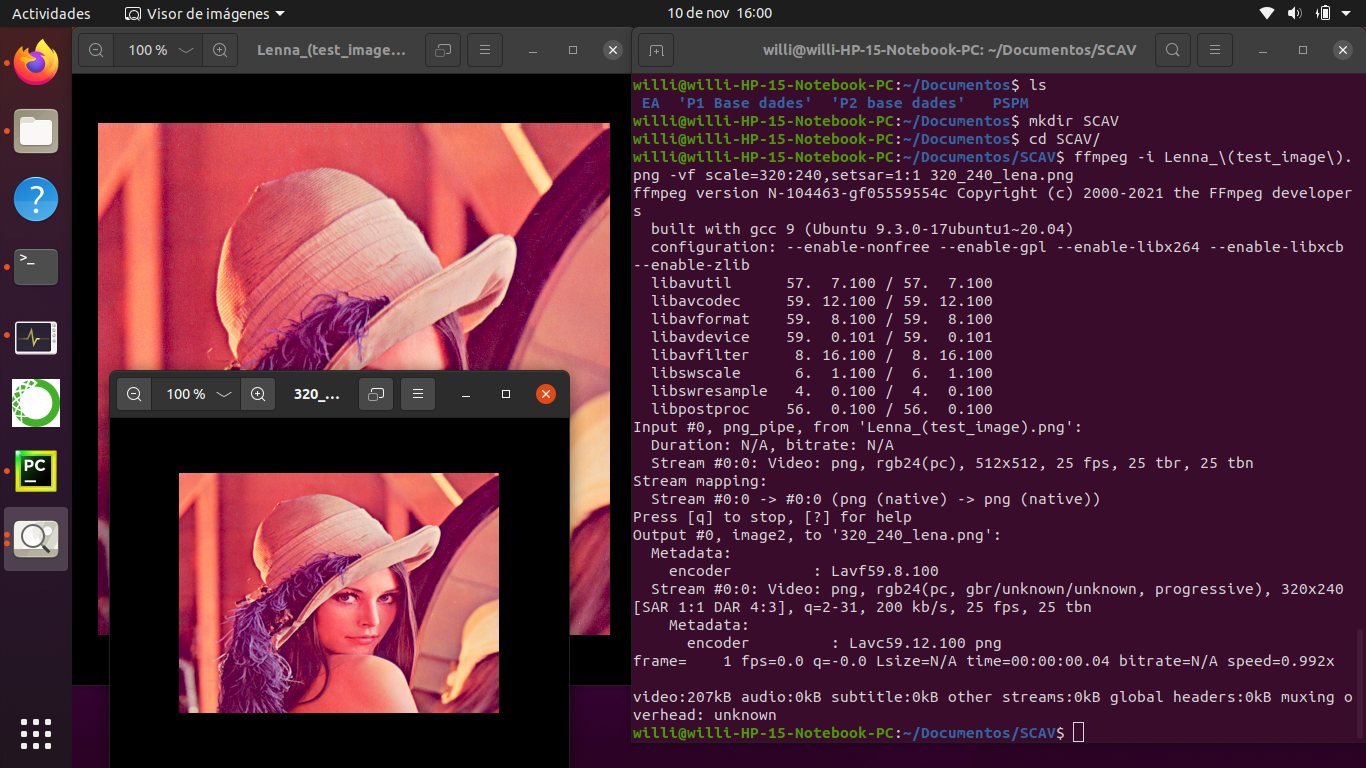 Actividades
Visor de imágenes
10 de nov 16:00
100 %
Lenna_(test_image...
willi@willi-HP-15-Notebook-PC: ~/Documentos/SCAV
willi@willi-HP-15-Notebook-PC:~/Documentos$ ls
EA 'P1 Base dades' 'P2 base dades' PSPM
willi@willi-HP-15-Notebook-PC:~/Documentos$ mkdir SCAV
willi@willi-HP-15-Notebook-PC:~/Documentos$ cd SCAV/
willi@willi-HP-15-Notebook-PC:~/Documentos/SCAV$ ffmpeg -i Lenna_\(test_image\).
png -vf scale=320:240,setsar=1:1 320_240_lena.png
ffmpeg version N-104463-gf05559554c Copyright (c) 2000-2021 the FFmpeg developer
s
built with gcc 9 (Ubuntu 9.3.0-17ubuntu1~20.04)
configuration: --enable-nonfree --enable-gpl --enable-libx264 --enable-libxcb
--enable-zlib
libavutil 57. 7.100 / 57. 7.100
libavcodec 59. 12.100 / 59. 12.100
libavformat 59. 8.100 / 59. 8.100
libavdevice 59. 0.101 / 59. 0.101
libavfilter 8. 16.100 / 8. 16.100
libswscale 6. 1.100 / 6. 1.100
libswresample 4. 0.100 / 4. 0.100
libpostproc 56. 0.100 / 56. 0.100
Input #0, png_pipe, from 'Lenna_(test_image).png':
Duration: N/A, bitrate: N/A
Stream #0:0: Video: png, rgb24(pc), 512x512, 25 fps, 25 tbr, 25 tbn
Stream mapping:
Stream #0:0 -> #0:0 (png (native) -> png (native))
Press [q] to stop, [?] for help
Output #0, image2, to '320_240_lena.png':
Metadata:
encoder : Lavf59.8.100
Stream #0:0: Video: png, rgb24(pc, gbr/unknown/unknown, progressive), 320x240
[SAR 1:1 DAR 4:3], q=2-31, 200 kb/s, 25 fps, 25 tbn
Metadata:
encoder : Lavc59.12.100 png
frame= 1 fps=0.0 q=-0.0 Lsize=N/A time=00:00:00.04 bitrate=N/A speed=0.992x
video:207kB audio:0kB subtitle:0kB other streams:0kB global headers:0kB muxing o
verhead: unknown
willi@willi-HP-15-Notebook-PC:~/Documentos/SCAV$
100 %
320_...
>_
PC